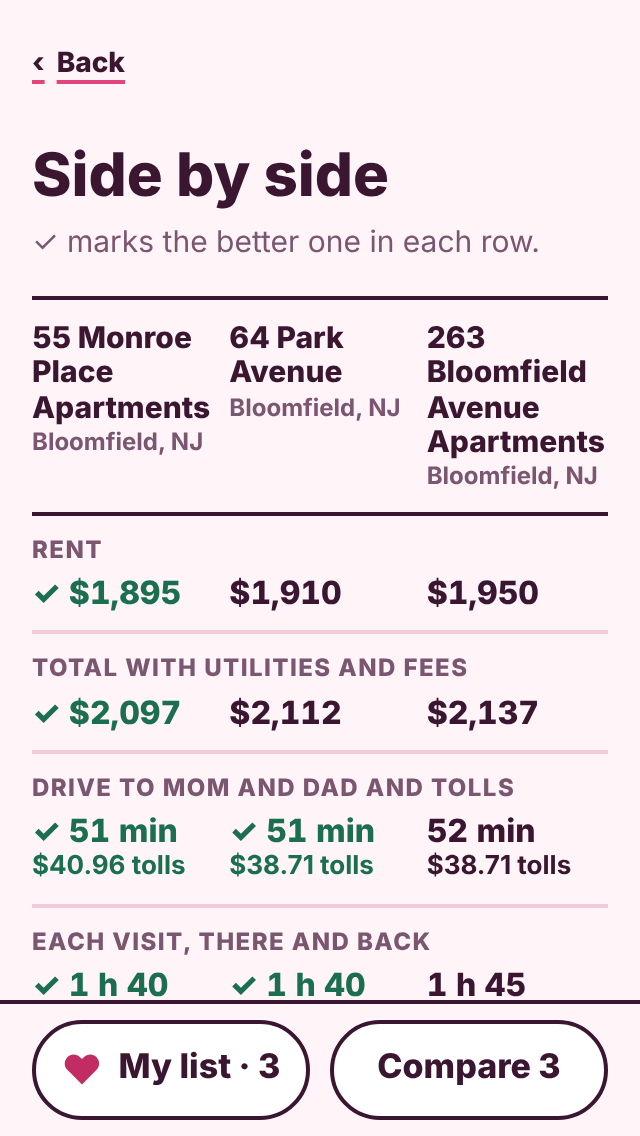 ‹ Back
Side by side
✓ marks the better one in each row.
55 Monroe Place Apartments
Bloomfield, NJ
64 Park Avenue
Bloomfield, NJ
263 Bloomfield Avenue Apartments
Bloomfield, NJ
RENT
✓ $1,895 $1,910 $1,950
TOTAL WITH UTILITIES AND FEES
✓ $2,097 $2,112 $2,137
DRIVE TO MOM AND DAD AND TOLLS
✓ 51 min ✓ 51 min 52 min
$40.96 tolls $38.71 tolls $38.71 tolls
EACH VISIT, THERE AND BACK
✓ 1 h 40 ✓ 1 h 40 1 h 45
My list · 3 Compare 3